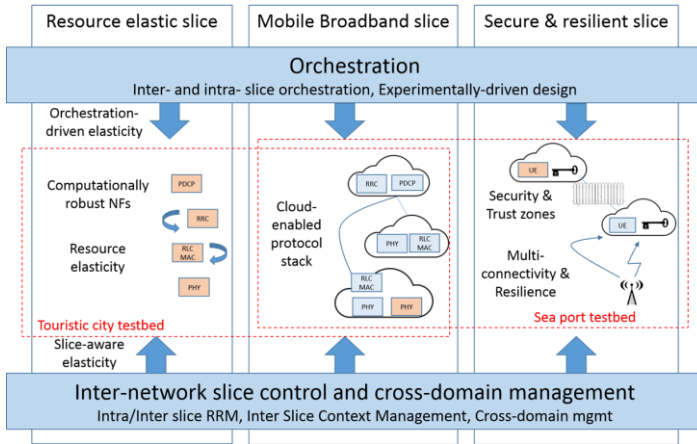 Resource elastic slice
Mobile Broadband slice
Secure & resilient slice
Orchestration
Inter- and intra- slice orchestration, Experimentally-driven design
Orchestration-
driven elasticity
Computationally
robust NFs
Resource
elasticity
PDCP
RRC
RLC
MAC
PHY
Touristic city testbed
Slice-aware
elasticity
Cloud-
enabled
protocol
stack
RRC
PDCP
PHY
RLC
MAC
RLC
MAC
PHY
PHY
UE
Security &
Trust zones
UE
Multi-
connectivity &
Resilience
Sea port testbed
Inter-network slice control and cross-domain management
Intra/Inter slice RRM, Inter Slice Context Management, Cross-domain mgmt